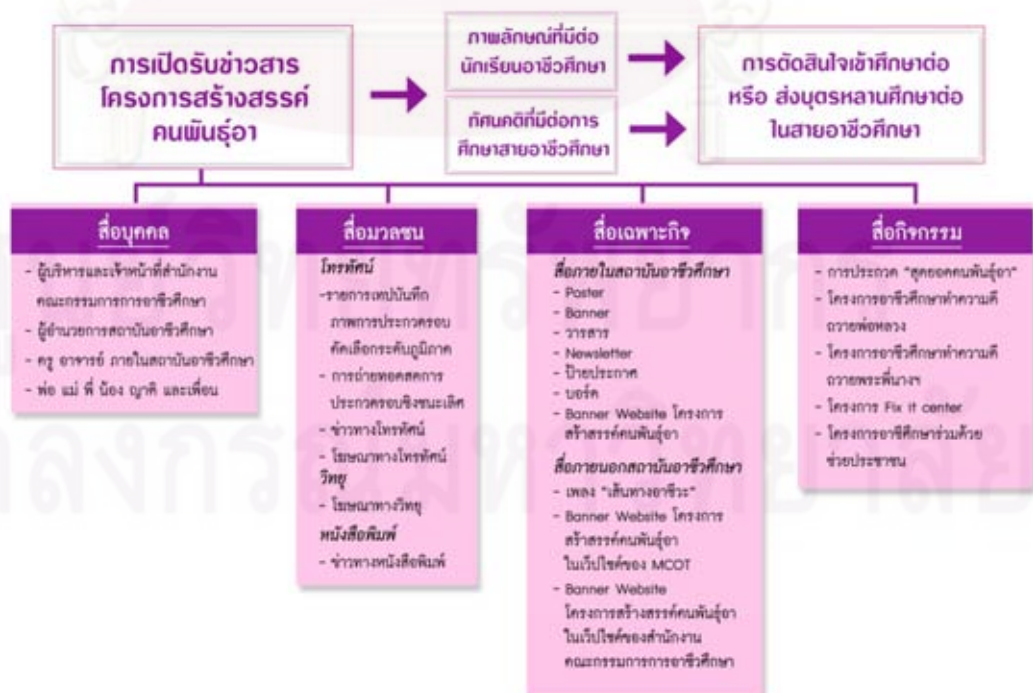 การเปิดรับข่าวสาร
โครงการสร้างสรรค์
คนพันธุ์อา
ภาพลักษณ์ที่มีต่อ
นักเรียนอาชีวศึกษา
ทัศนคติที่มีต่อการ
ศึกษาสายอาชีวศึกษา
การตัดสินใจเข้าศึกษาต่อ
หรือ ส่งบุตรหลานศึกษาต่อ
ในสายอาชีวศึกษา
สื่อบุคคล
- ผู้บริหารและเจ้าหน้าที่สำนักงาน
คณะกรรมการการอาชีวศึกษา
- ผู้อำนวยการสถาบันอาชีวศึกษา
- ครู อาจารย์ ภายในสถาบันอาชีวศึกษา
- พ่อ แม่ พี่ น้อง ญาติ และเพื่อน
สื่อมวลชน
โทรทัศน์
-รายการเทปบันทึก
ภาพการประกวดรอบ
คัดเลือกระดับภูมิภาค
- การถ่ายทอดสดการ
ประกวดรอบชิงชนะเลิศ
- ข่าวทางโทรทัศน์
- โฆษณาทางโทรทัศน์
วิทยุ
- โฆษณาทางวิทยุ
หนังสือพิมพ์
- ข่าวทางหนังสือพิมพ์
สื่อเฉพาะกิจ
สื่อภายในสถาบันอาชีวศึกษา
- Poster
- Banner
- วารสาร
- Newsletter
- ป้ายประกาศ
- บอร์ด
- Banner Website โครงการ
สร้าสรรค์คนพันธุ์อา
สื่อภายนอกสถาบันอาชีวศึกษา
- เพลง "เส้นทางอาชีวะ"
- Banner Website โครงการ
สร้าสรรค์คนพันธุ์อา
ในเว็ปไซค์ของ MCOT
- Banner Website
โครงการสร้างสรรค์คนพันธุ์อา
ในเว็ปไซค์ของสำนักงาน
คณะกรรมการการอาชีวศึกษา
สื่อกิจกรรม
- การประกวด "สุดยอดคนพันธุ์อา"
- โครงการอาชีวศึกษาทำความดี
ถวายพ่อหลวง
- โครงการอาชีวศึกษาทำความดี
ถวายพระพี่นางฯ
- โครงการ Fix it center
- โครงการอาชีศึกษาร่วมด้วย
ช่วยประชาชน